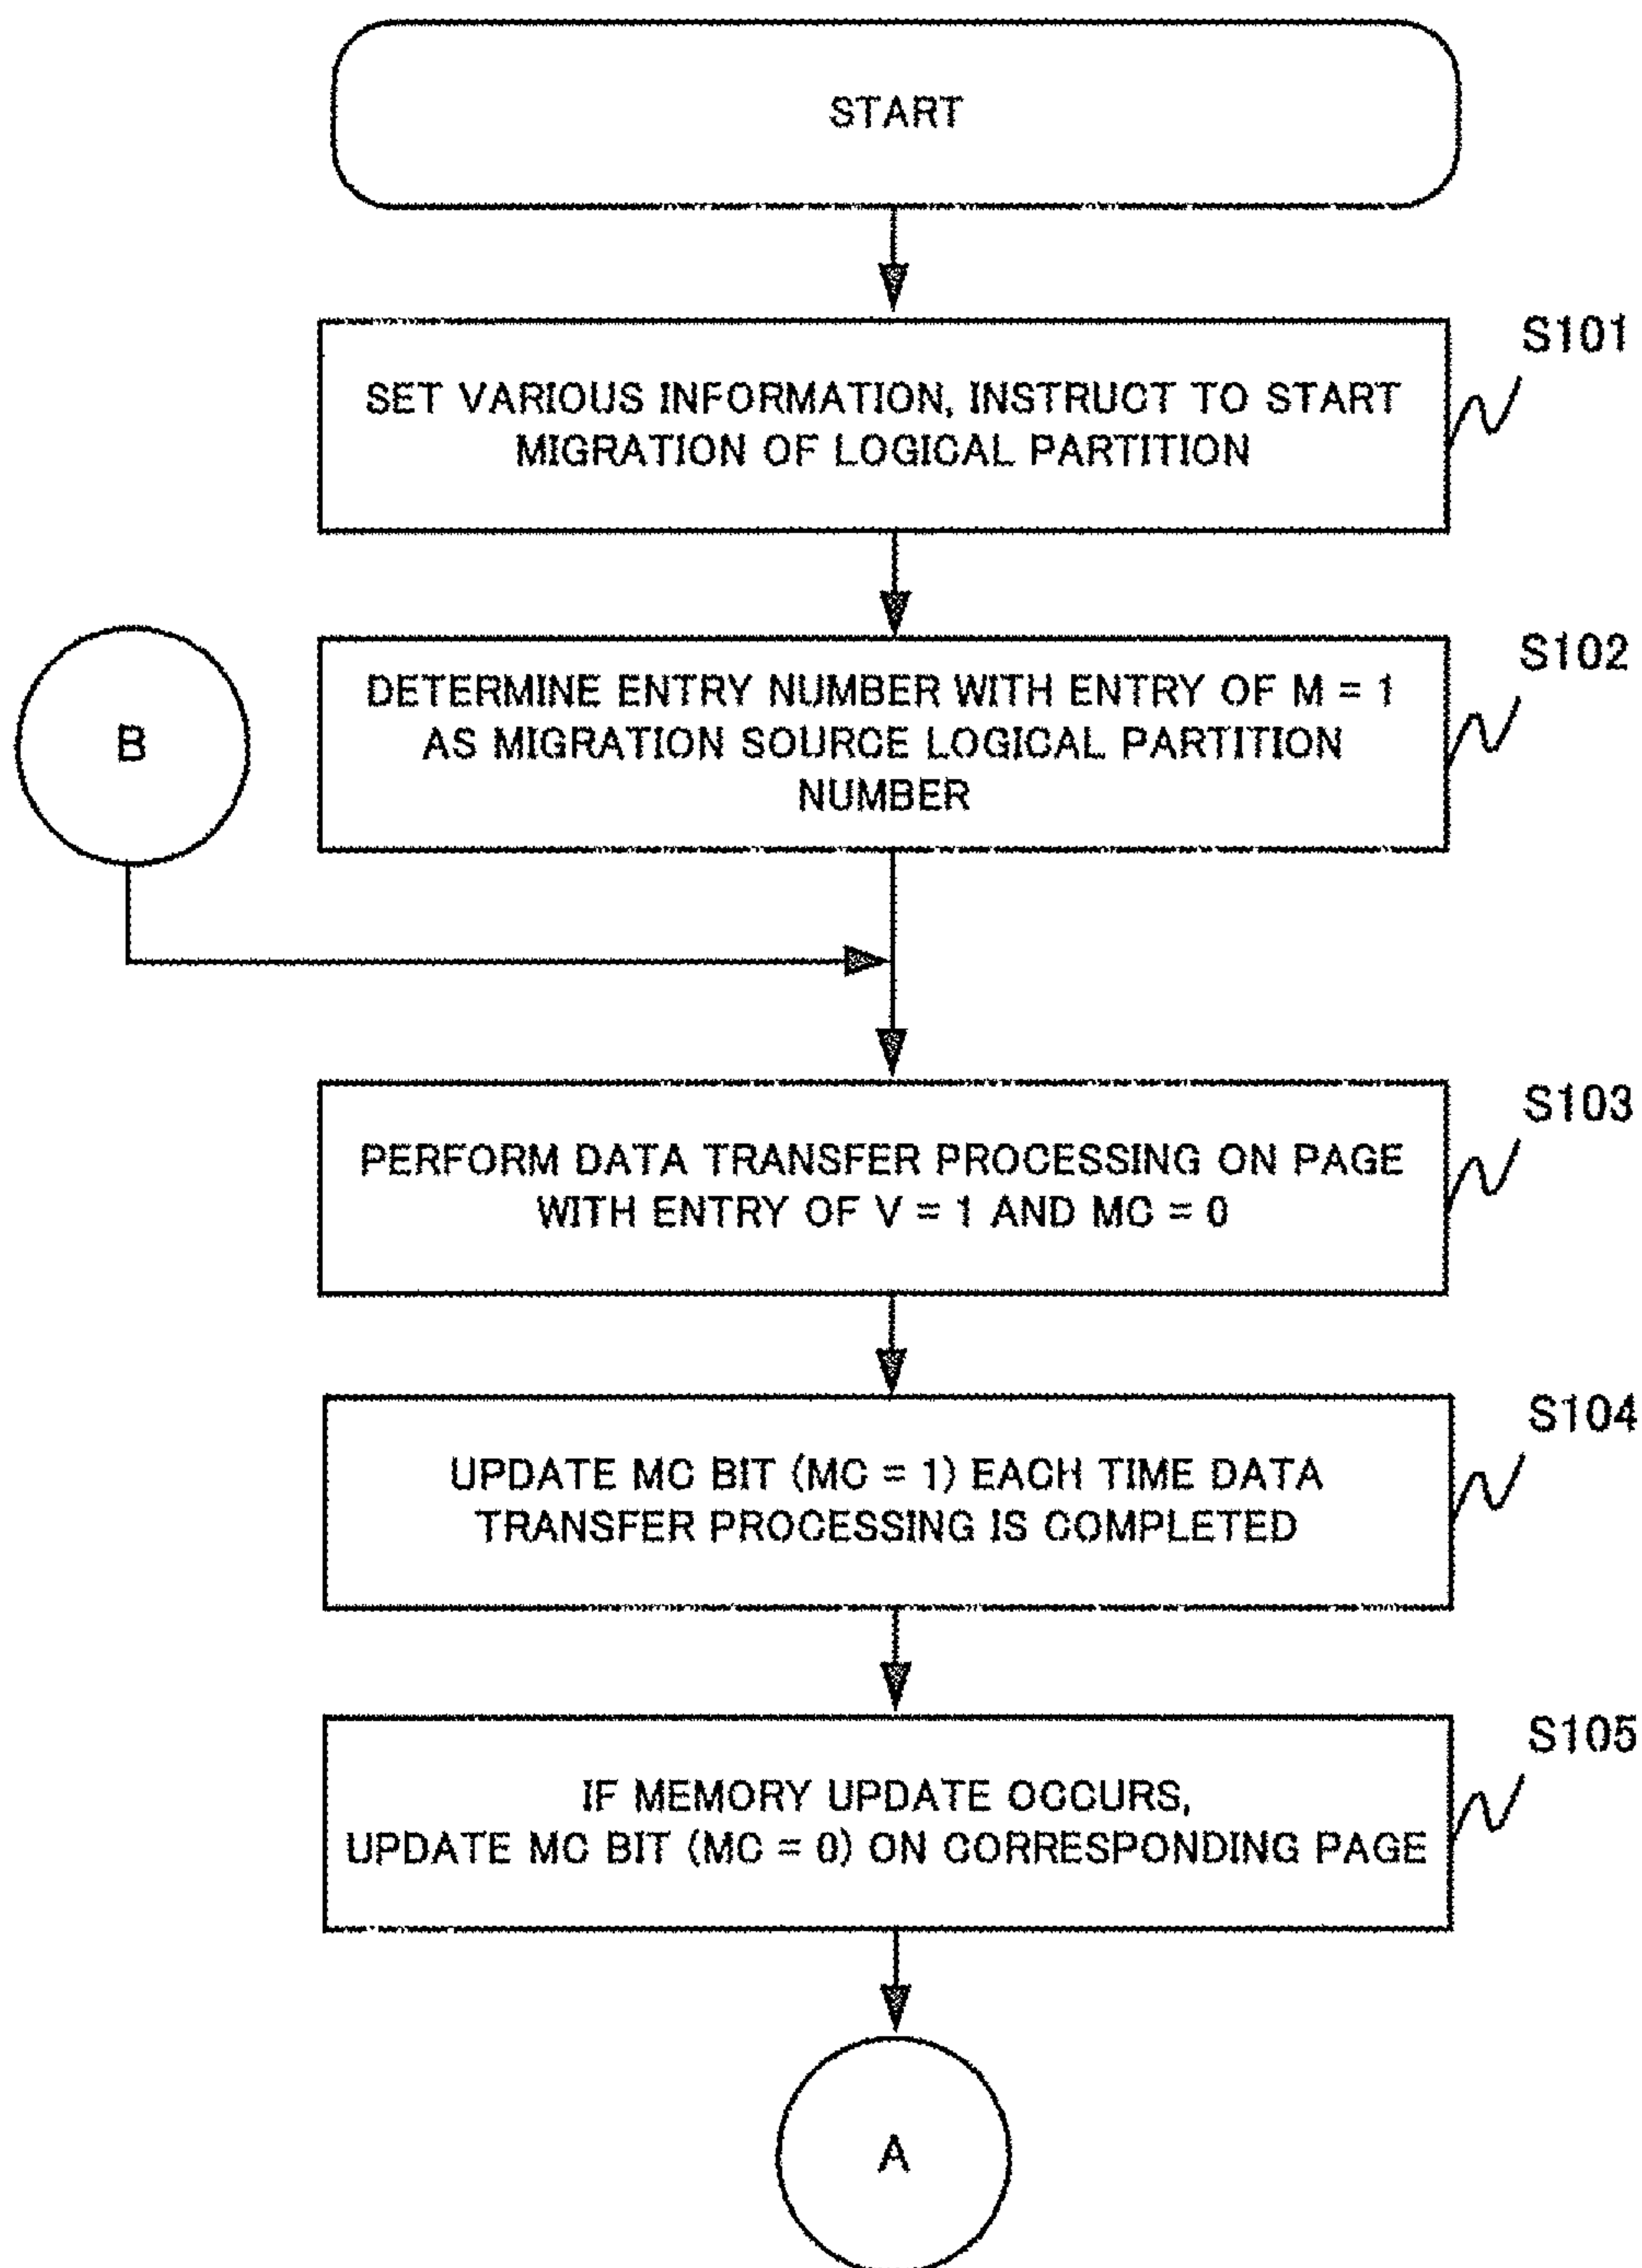 START
S101
SET VARIOUS INFORMATION, INSTRUCT TO START
MIGRATION OF LOGICAL PARTITION
S102
DETERMINE ENTRY NUMBER WITH ENTRY OF M = 1
AS MIGRATION SOURCE LOGICAL PARTITION
NUMBER
B
S103
PERFORM DATA TRANSFER PROCESSING ON PAGE
WITH ENTRY OF V = 1 AND MC = 0
S104
UPDATE MC BIT (MC = 1) EACH TIME DATA
TRANSFER PROCESSING IS COMPLETED
S105
IF MEMORY UPDATE OCCURS,
UPDATE MC BIT (MC = 0) ON CORRESPONDING PAGE
A